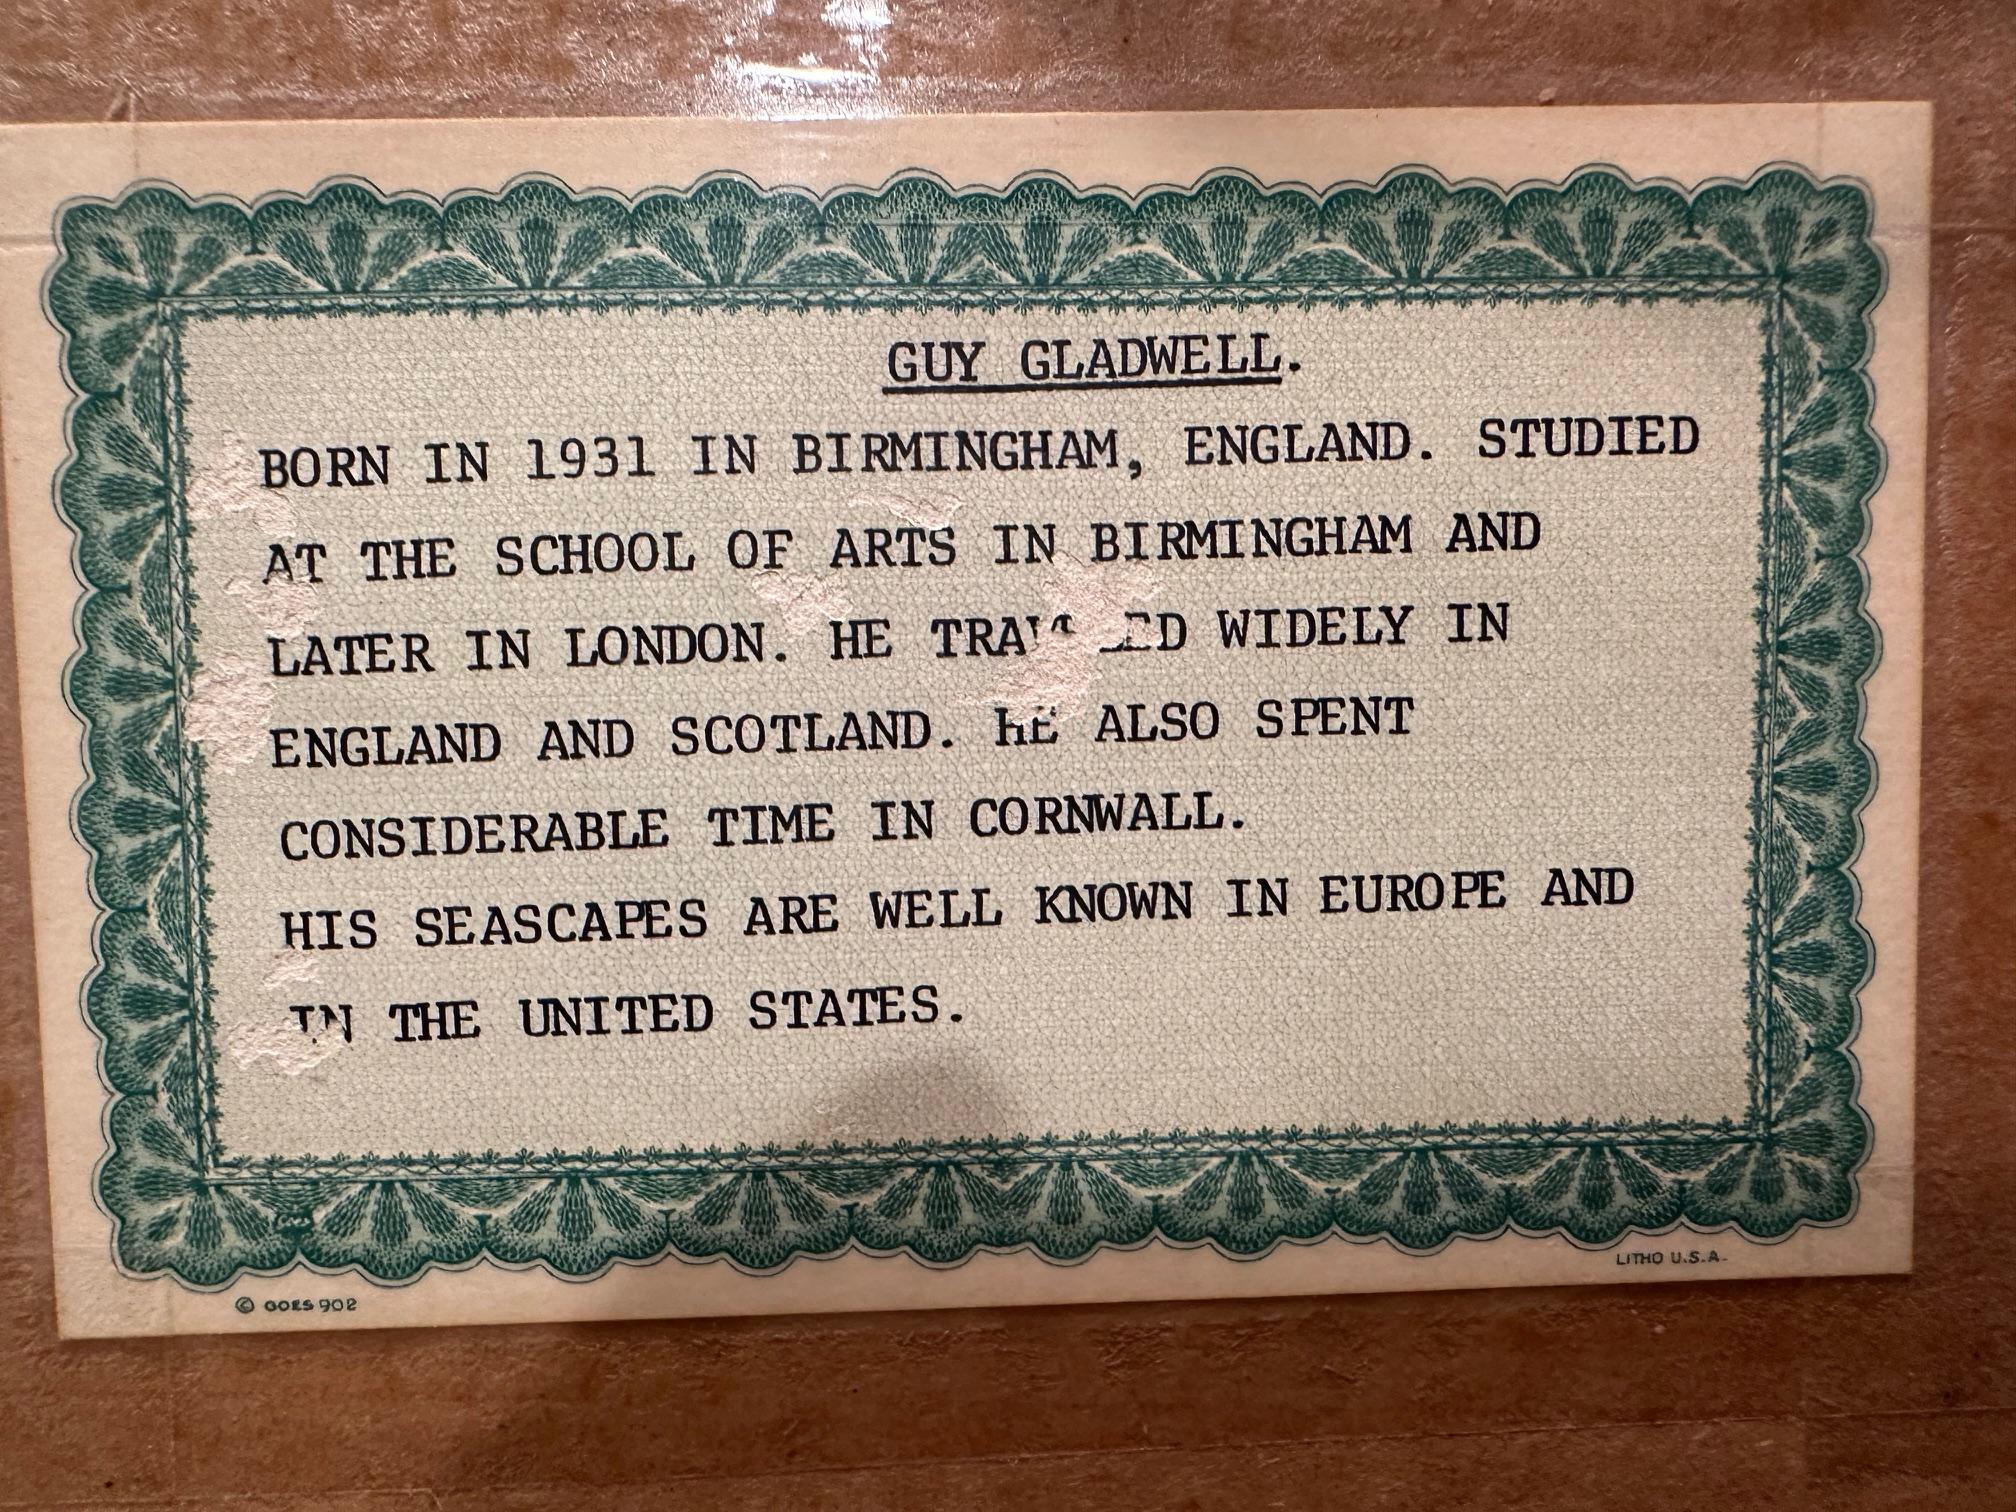 GUY GLADWELL.
BORN IN 1931 IN BIRMINGHAM, ENGLAND. STUDIED
AT THE SCHOOL OF ARTS IN BIRMINGHAM AND
LATER IN LONDON. HE WIDELY IN
ENGLAND AND SCOTLAND. HE ALSO SPENT
CONSIDERABLE TIME IN CORNWALL.
HIS SEASCAPES ARE WELL KNOWN IN EUROPE AND
IN THE UNITED STATES.
© GOES 902
LITHO U.S.A.